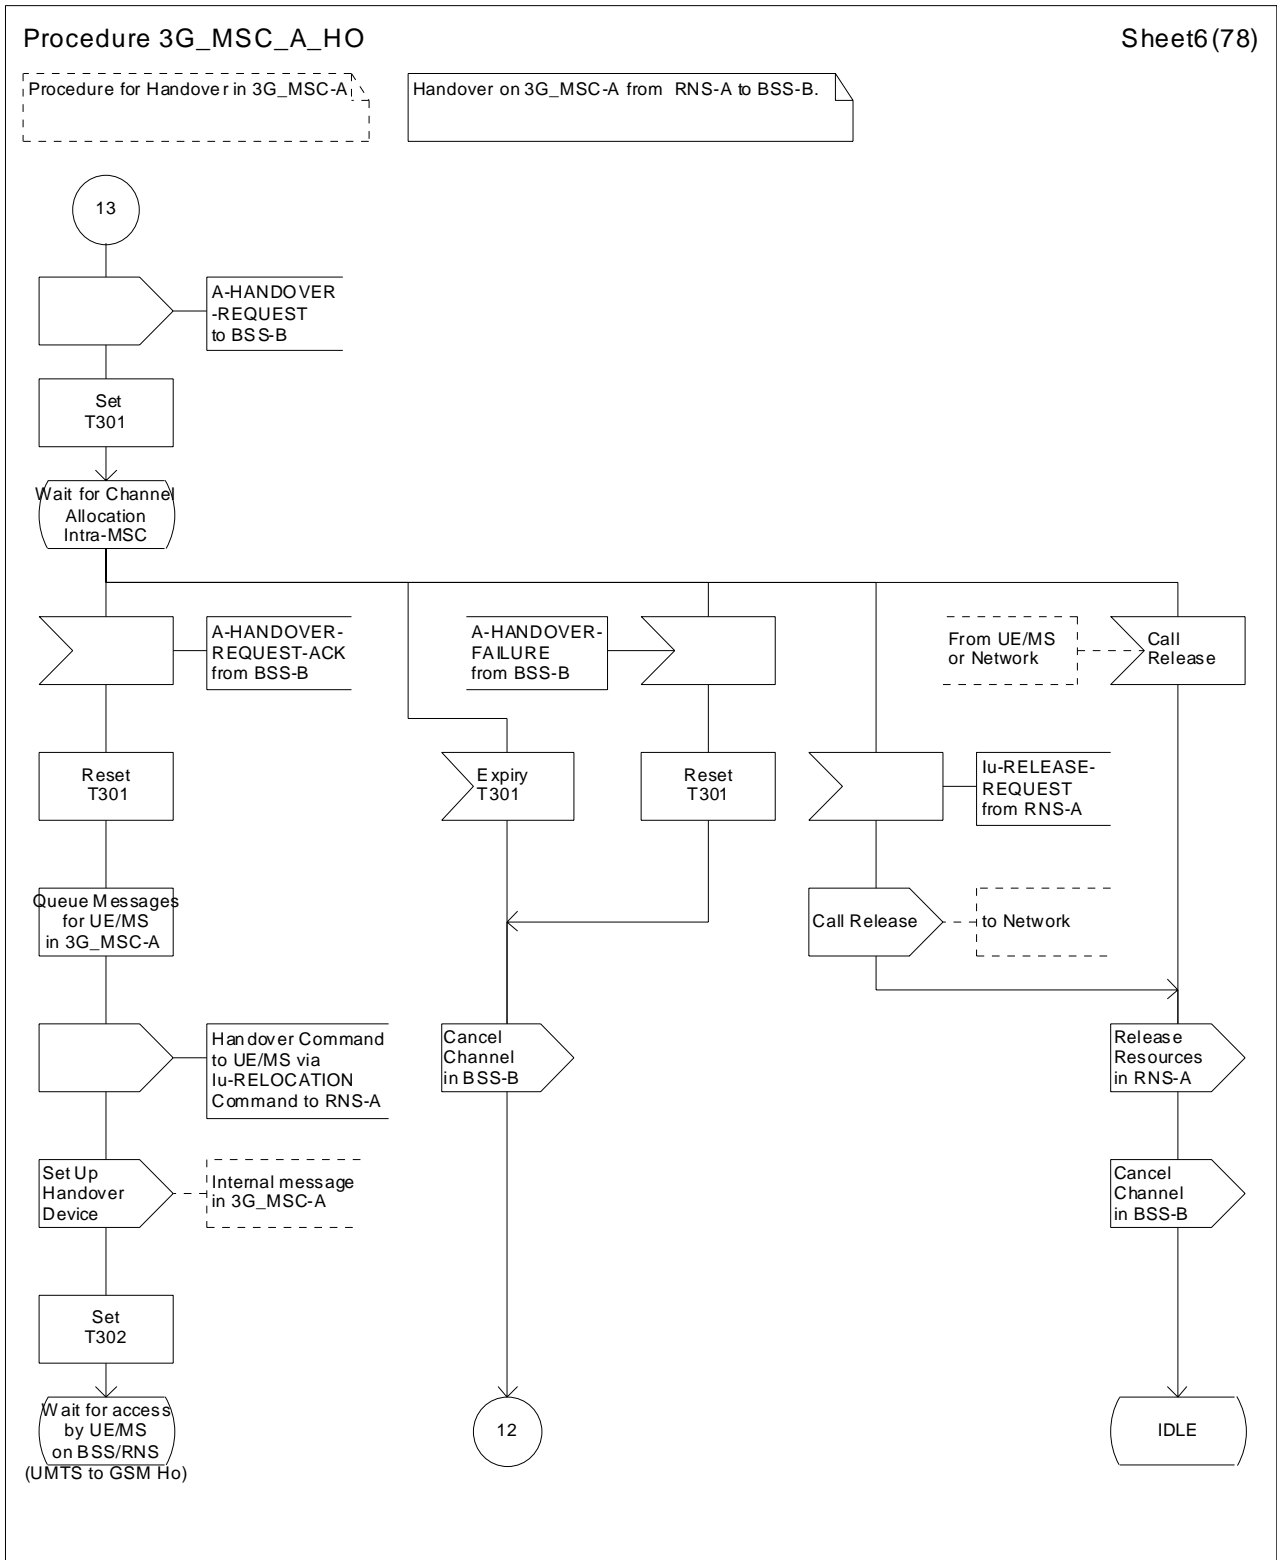 Procedure 3G_MSC_A_HO
Sheet6(78)
Procedure for Handover in 3G_MSC-A
Handover on 3G_MSC-A from RNS-A to BSS-B.
13
A-HANDOVER
-REQUEST
to BSS-B
Set
T301
Wait for Channel
Allocation
Intra-MSC
A-HANDOVER-
REQUEST-ACK
from BSS-B
A-HANDOVER-
FAILURE
from BSS-B
From UE/MS
or Network
Call
Release
Reset
T301
Expiry
T301
Reset
T301
Iu-RELEASE-
REQUEST
from RNS-A
Queue Messages
for UE/MS
in 3G_MSC-A
Call Release
to Network
Handover Command
to UE/MS via
Iu-RELOCATION
Command to RNS-A
Cancel
Channel
in BSS-B
Release
Resources
in RNS-A
Set Up
Handover
Device
Internal message
in 3G_MSC-A
Cancel
Channel
in BSS-B
Set
T302
Wait for access
by UE/MS
on BSS/RNS
(UMTS to GSM Ho)
12
IDLE